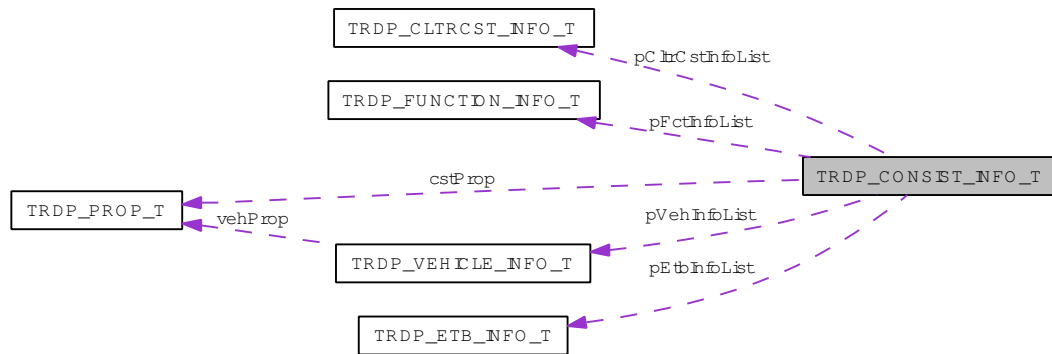 TRDP_CLTRCST_INFO_T
pCltrCstInfoList
TRDP_FUNCTION_INFO_T
pFctInfoList
TRDP_CONSIST_INFO_T
cstProp
TRDP_PROP_T
vehProp
pVehInfoList
TRDP_VEHICLE_INFO_T
pEtbInfoList
TRDP_ETB_INFO_T